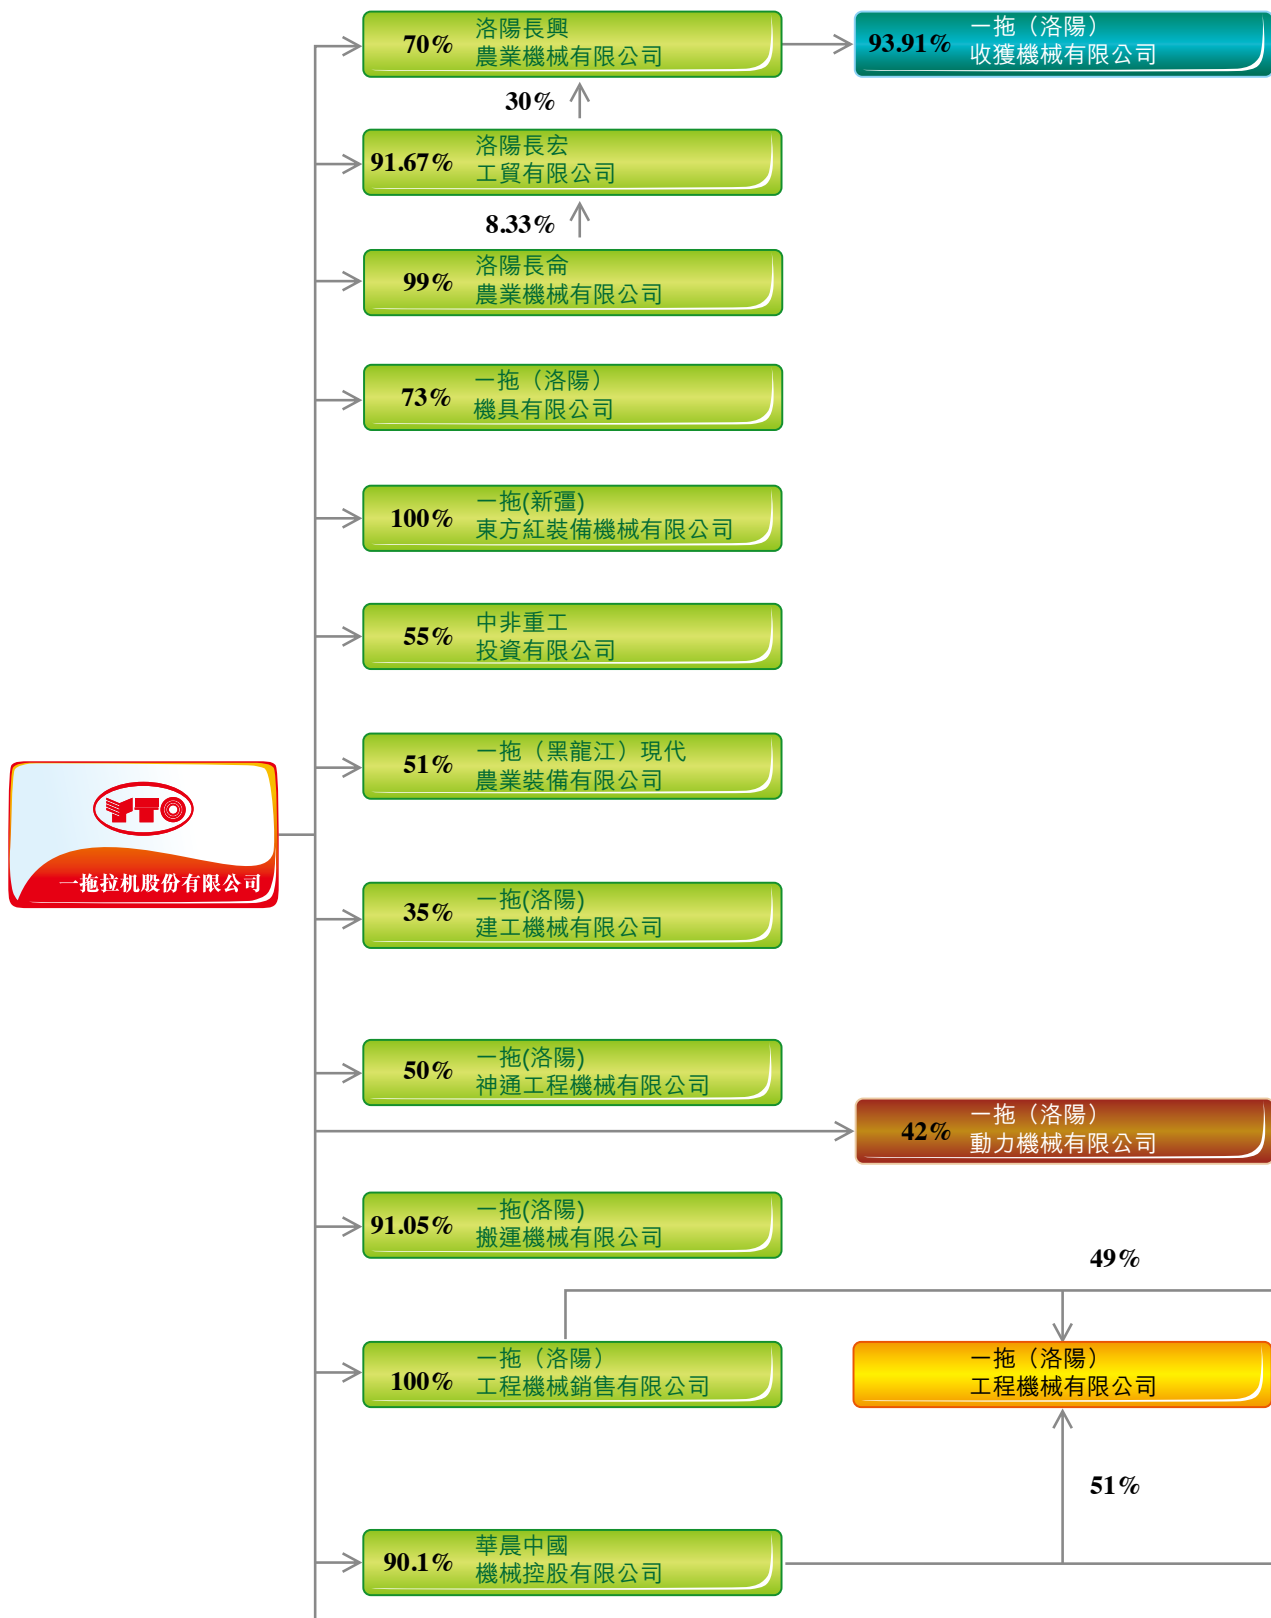 70%
洛陽長興
農業機械有限公司
93.91%
一拖（洛陽）
收獲機械有限公司
30%
91.67%
洛陽長宏
工貿有限公司
8.33%
99%
洛陽長侖
農業機械有限公司
73%
一拖（洛陽）
機具有限公司
100%
一拖(新疆)
東方紅裝備機械有限公司
55%
中非重工
投資有限公司
51%
一拖（黑龍江）現代
農業裝備有限公司
YTO
一拖拉机股份有限公司
35%
一拖(洛陽)
建工機械有限公司
50%
一拖(洛陽)
神通工程機械有限公司
42%
一拖（洛陽）
動力機械有限公司
91.05%
一拖(洛陽)
搬運機械有限公司
49%
100%
一拖（洛陽）
工程機械銷售有限公司
一拖（洛陽）
工程機械有限公司
51%
90.1%
華晨中國
機械控股有限公司